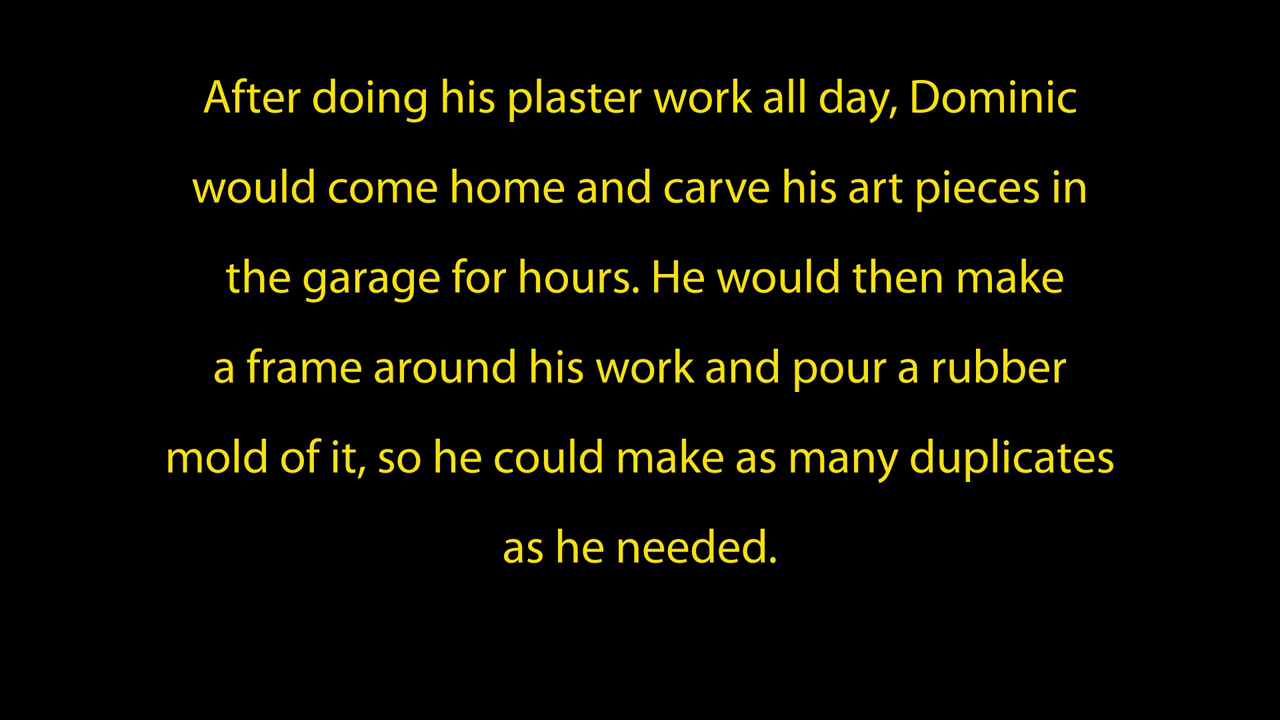 After doing his plaster work all day, Dominic
would come home and carve his art pieces in
the garage for hours. He would then make
a frame around his work and pour a rubber
mold of it, so he could make as many duplicates
as he needed.